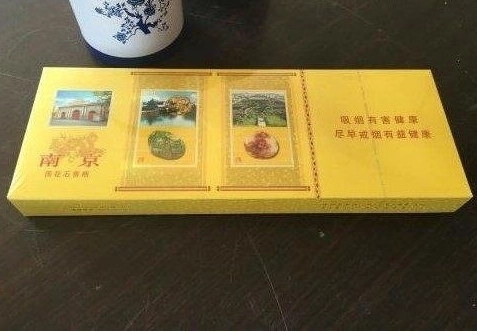 南京
雨花石香烟
吸烟有害健康
尽早戒烟有益健康